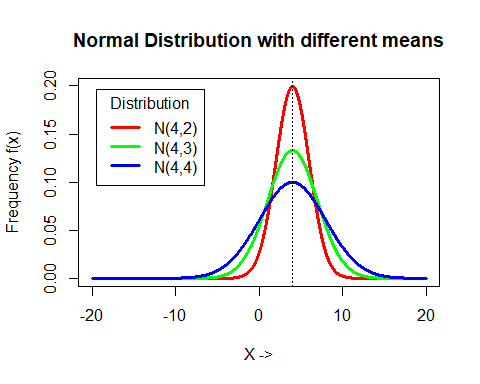 Normal Distribution with different means
Frequency f(x)
0.20
0.15
0.10
0.05
0.00
Distribution
N(4,2)
N(4,3)
N(4,4)
-20 -10 0 10 20
X ->